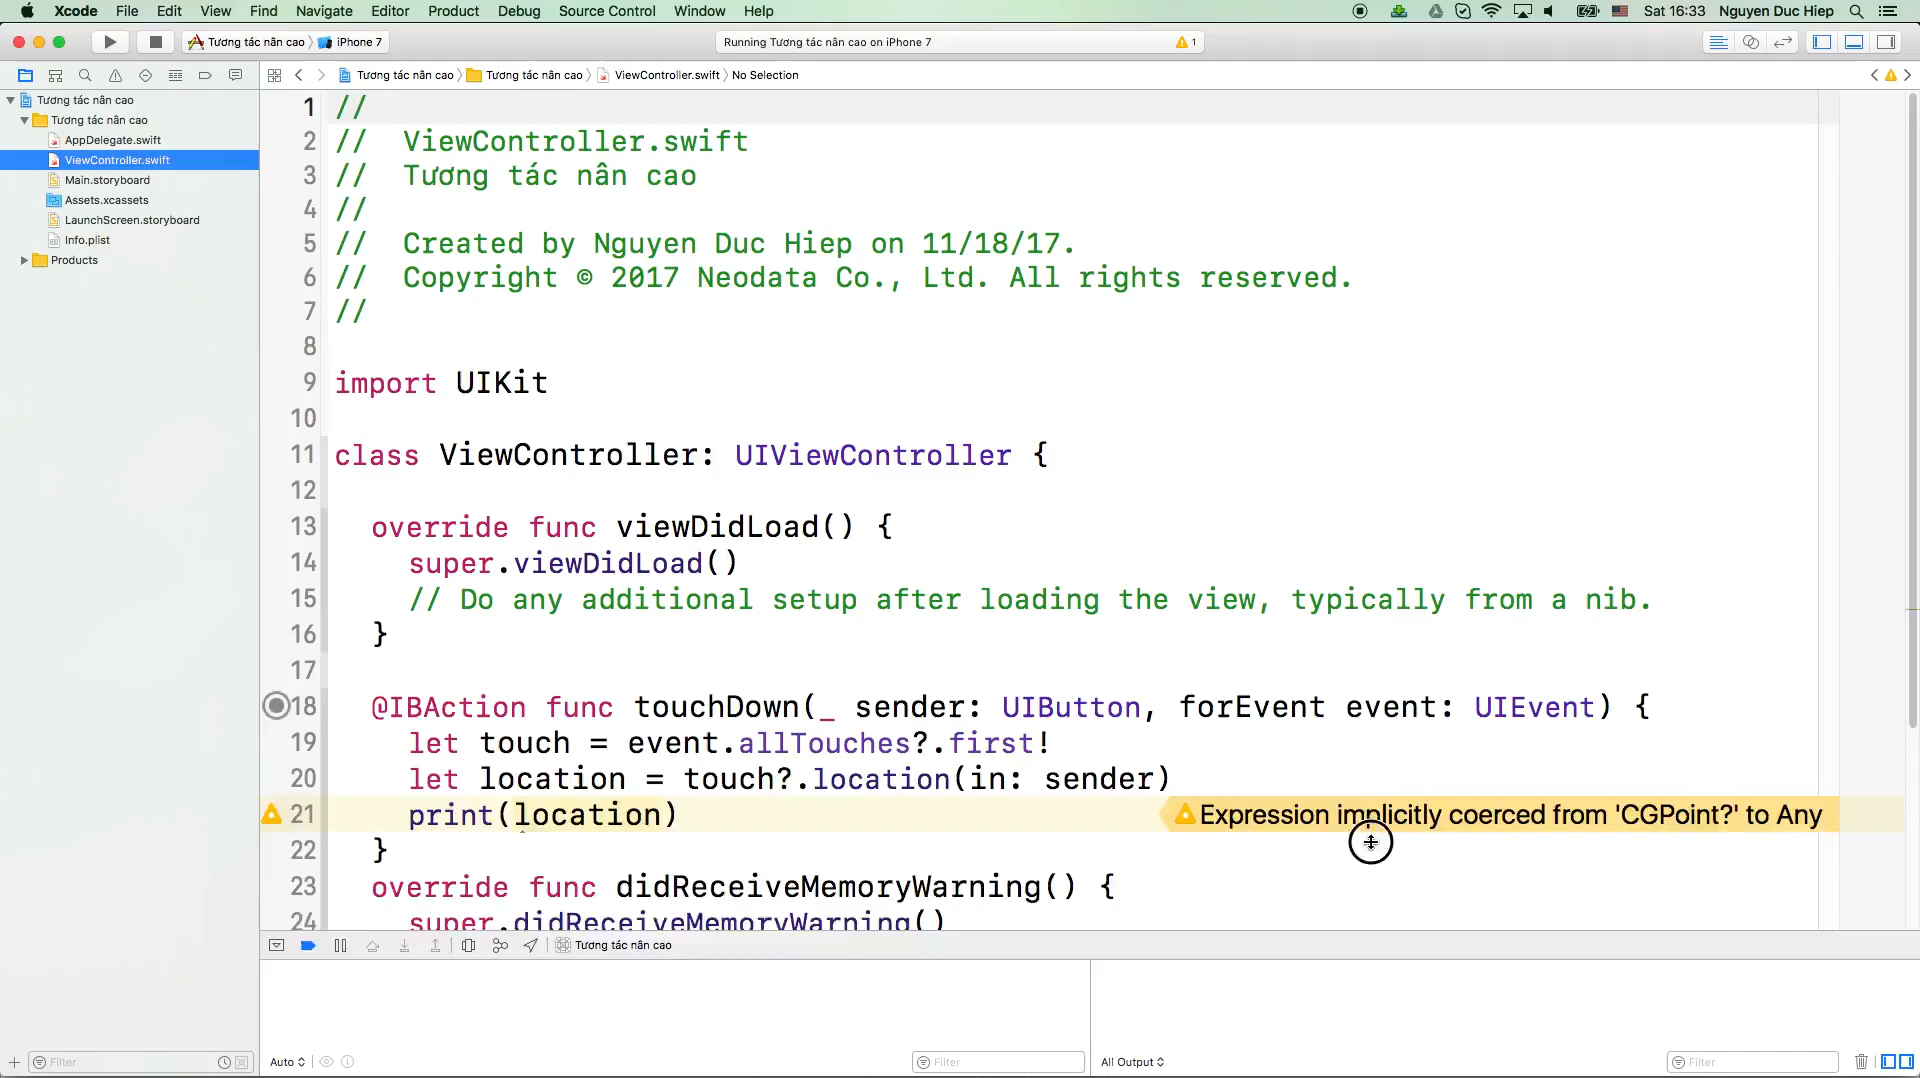 Xcode File Edit View Find Navigate Editor Product Debug Source Control Window Help Sat 16:33 Nguyen Duc Hiep
Tương tác nân cao iPhone 7 Running Tương tác nân cao on iPhone 7 1
Tương tác nân cao Tương tác nân cao ViewController.swift No Selection
Tương tác nân cao
Tương tác nân cao
AppDelegate.swift
ViewController.swift
Main.storyboard
Assets.xcassets
LaunchScreen.storyboard
Info.plist
Products
1 //
2 // ViewController.swift
3 // Tương tác nân cao
4 //
5 // Created by Nguyen Duc Hiep on 11/18/17.
6 // Copyright © 2017 Neodata Co., Ltd. All rights reserved.
7 //
8
9 import UIKit
10
11 class ViewController: UIViewController {
12
13 override func viewDidLoad() {
14 super.viewDidLoad()
15 // Do any additional setup after loading the view, typically from a nib.
16 }
17
18 @IBAction func touchDown(_ sender: UIButton, forEvent event: UIEvent) {
19 let touch = event.allTouches?.first!
20 let location = touch?.location(in: sender)
21 print(location) Expression implicitly coerced from 'CGPoint?' to Any
22 }
23 override func didReceiveMemoryWarning() {
24 super.didReceiveMemoryWarning()
Tương tác nân cao
Filter Auto Filter All Output Filter